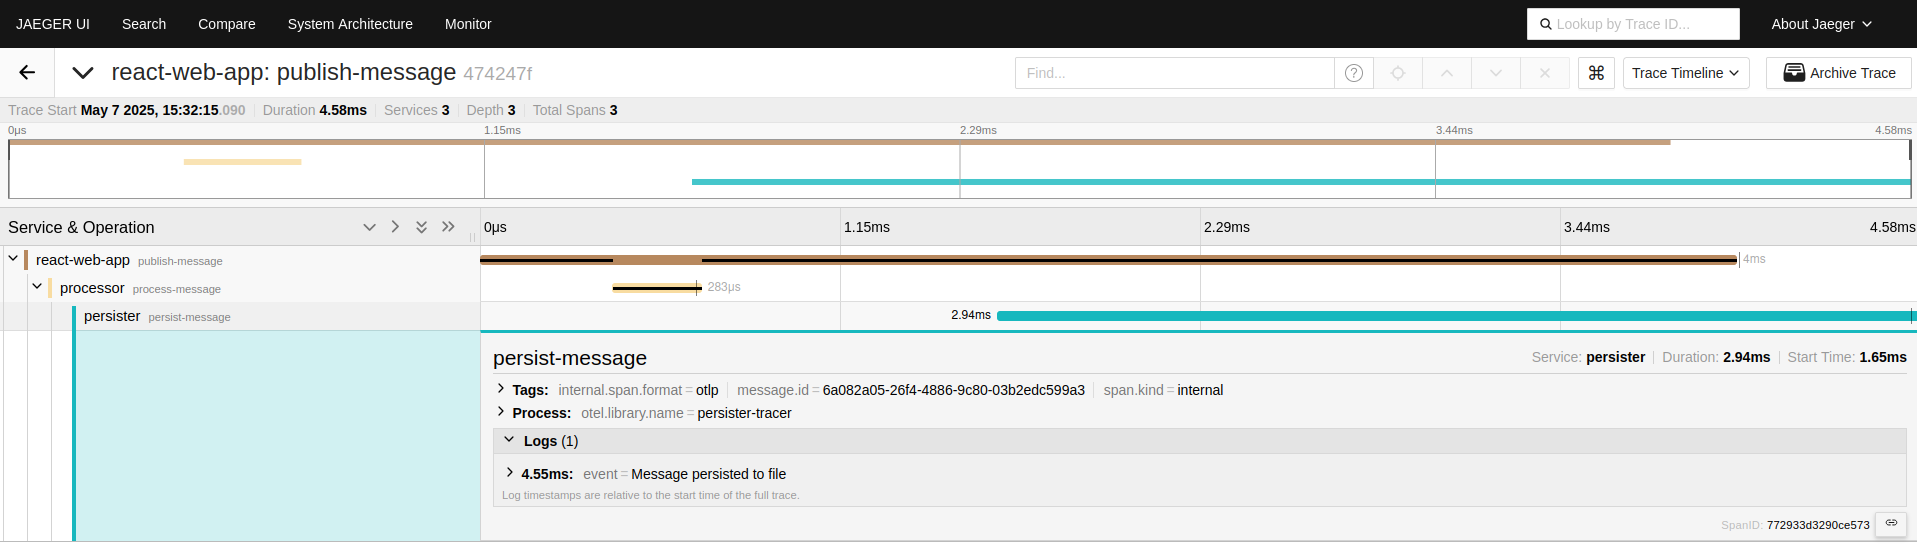 JAEGER UI Search Compare System Architecture Monitor Lookup by Trace ID... About Jaeger
react-web-app: publish-message 474247f Find... ? ⌘ Trace Timeline Archive Trace
Trace Start May 7 2025, 15:32:15.090 Duration 4.58ms Services 3 Depth 3 Total Spans 3
0μs 1.15ms 2.29ms 3.44ms 4.58ms
Service & Operation 0μs 1.15ms 2.29ms 3.44ms 4.58ms
react-web-app publish-message 4ms
processor process-message 283μs
persister persist-message 2.94ms
persist-message Service: persister Duration: 2.94ms Start Time: 1.65ms
Tags: internal.span.format = otlp message.id = 6a082a05-26f4-4886-9c80-03b2edc599a3 span.kind = internal
Process: otel.library.name = persister-tracer
Logs (1)
4.55ms: event = Message persisted to file
Log timestamps are relative to the start time of the full trace.
SpanID: 772933d3290ce573